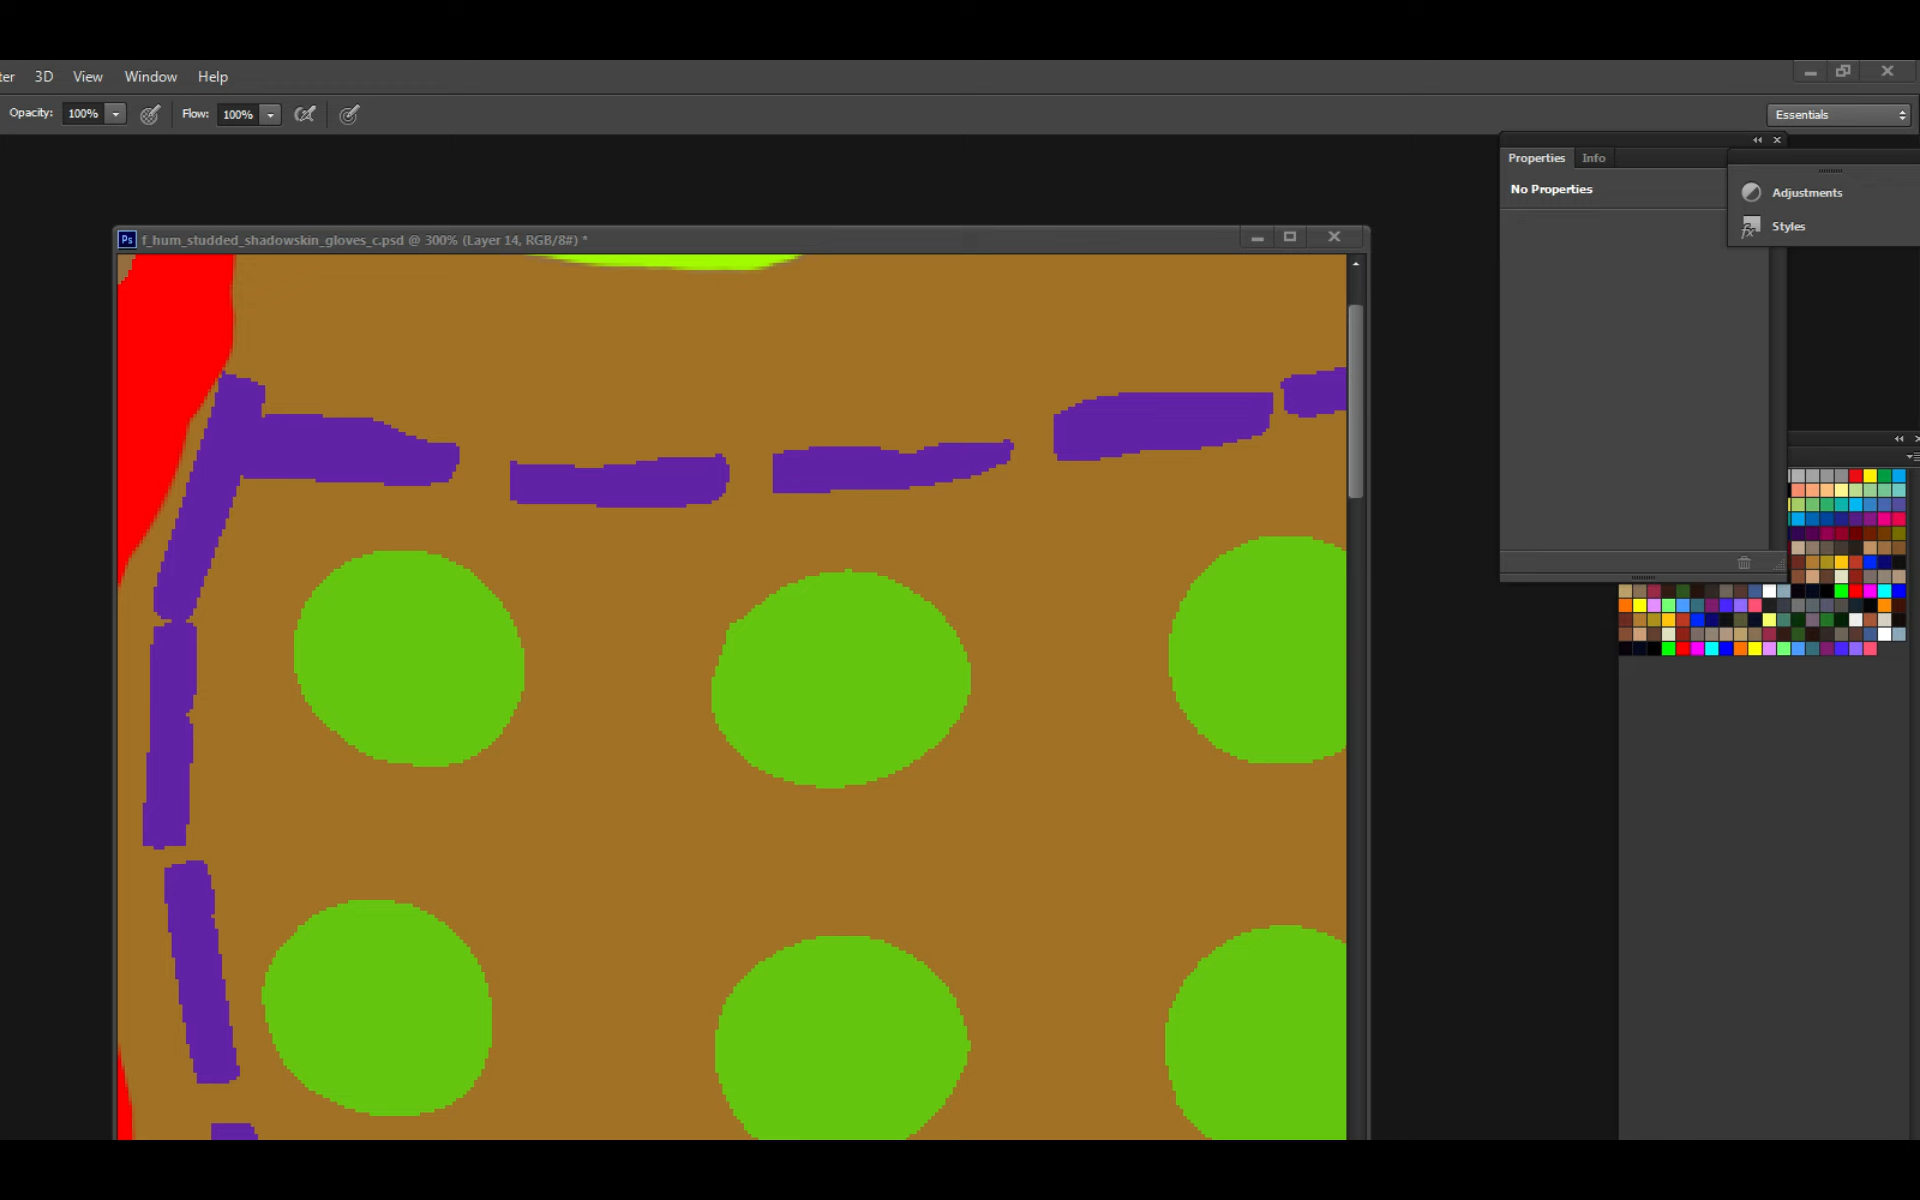 ter 3D View Window Help
Opacity: 100% Flow: 100% Essentials
Properties Info
No Properties
Adjustments
Styles
Ps f_hum_studded_shadowskin_gloves_c.psd @ 300% (Layer 14, RGB/8#) *